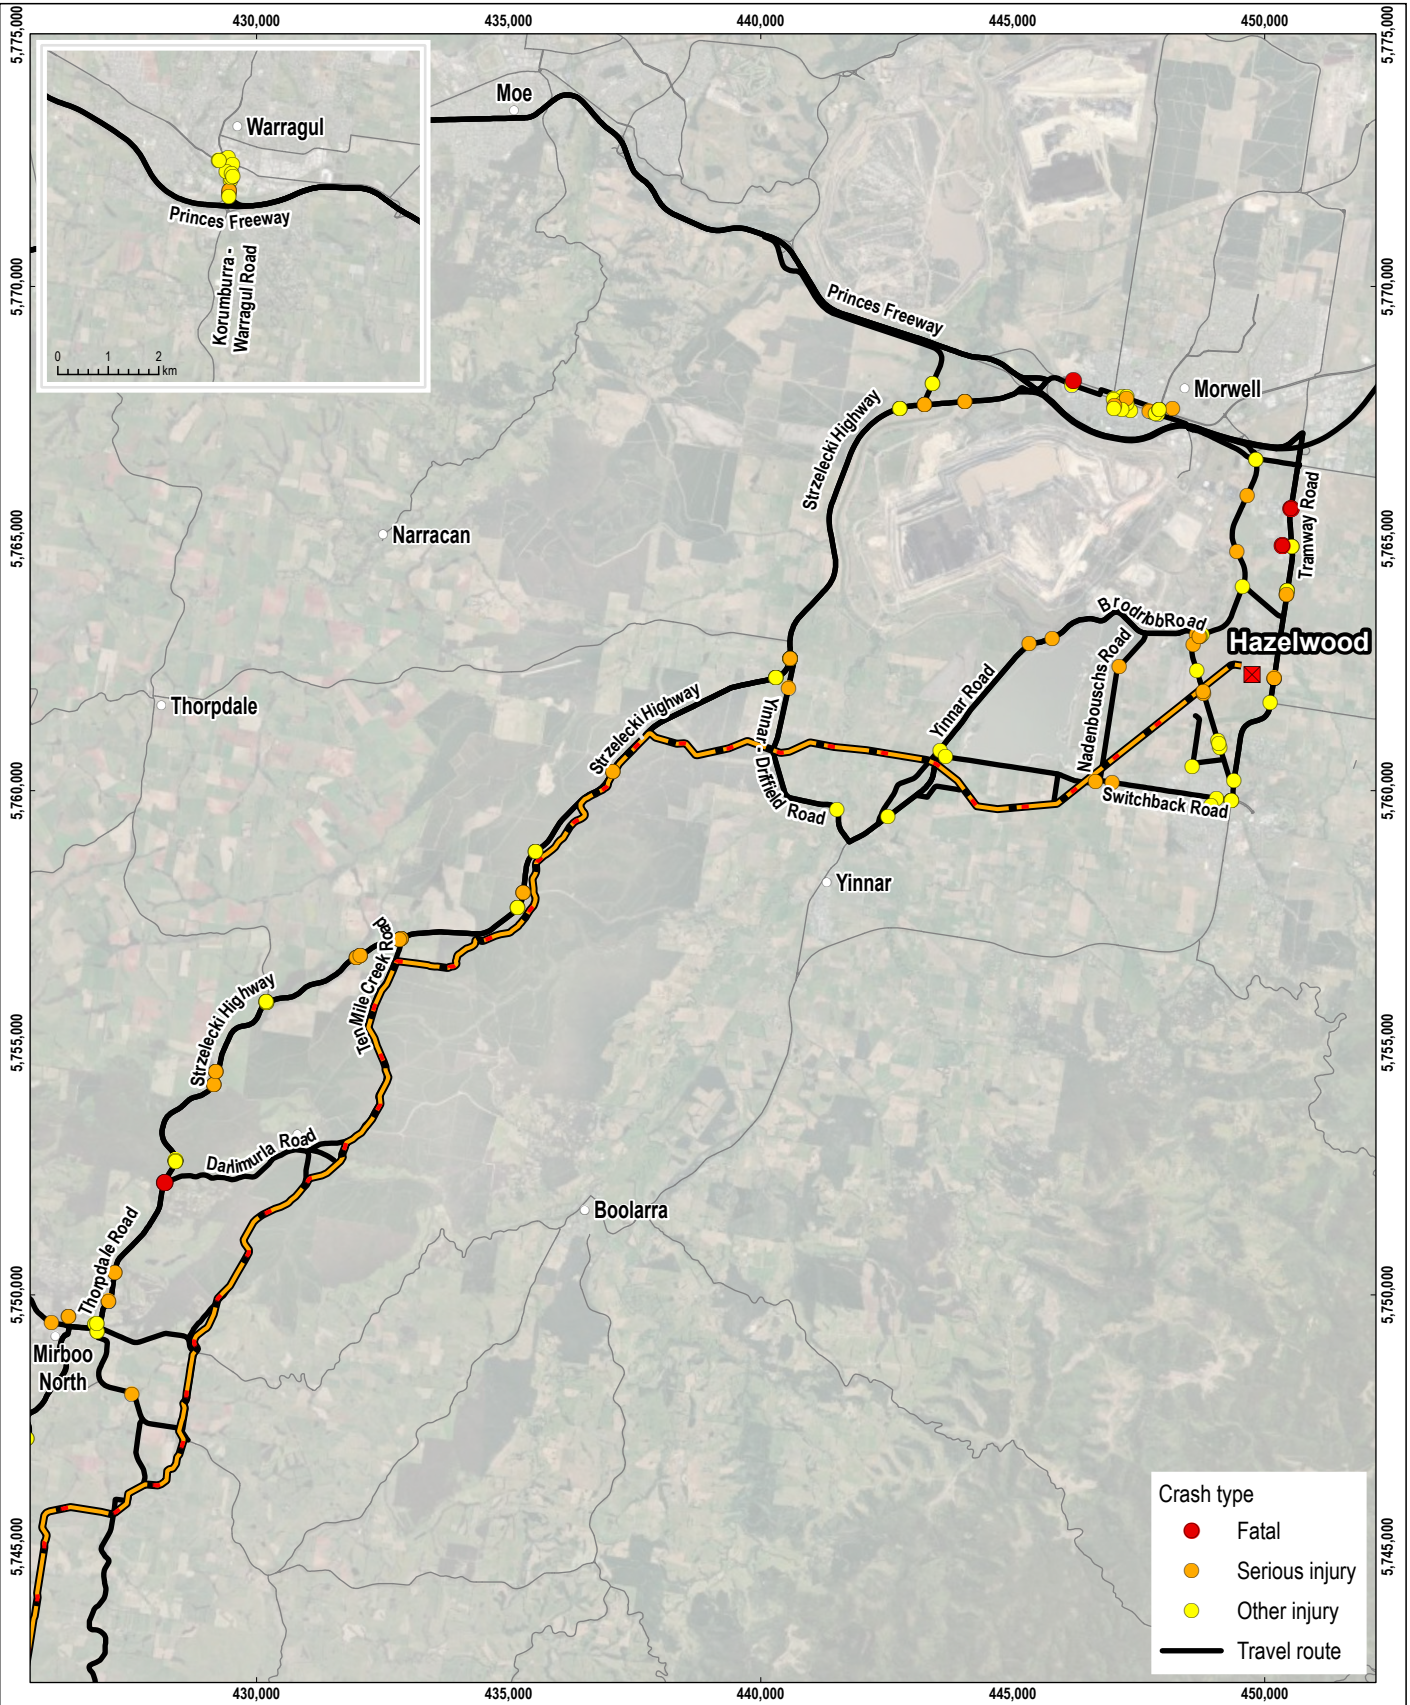 430,000
435,000
440,000
445,000
450,000
5,775,000
5,775,000
Moe
Warragul
Princes Freeway
Korumburra -
Warragul Road
0
1
2
km
5,770,000
5,770,000
Princes Freeway
Morwell
Strzelecki Highway
Narracan
Tramway Road
5,765,000
5,765,000
Brodribb Road
Hazelwood
Nadenbouschs Road
Yinnar Road
Thorpdale
Strzelecki Highway
Yinnar - Driffield Road
5,760,000
5,760,000
Switchback Road
Yinnar
Ten Mile Creek Road
Strzelecki Highway
5,755,000
5,755,000
Darlimurla Road
Boolarra
Thorpdale Road
5,750,000
5,750,000
Mirboo
North
5,745,000
5,745,000
Crash type
Fatal
Serious injury
Other injury
Travel route
430,000
435,000
440,000
445,000
450,000